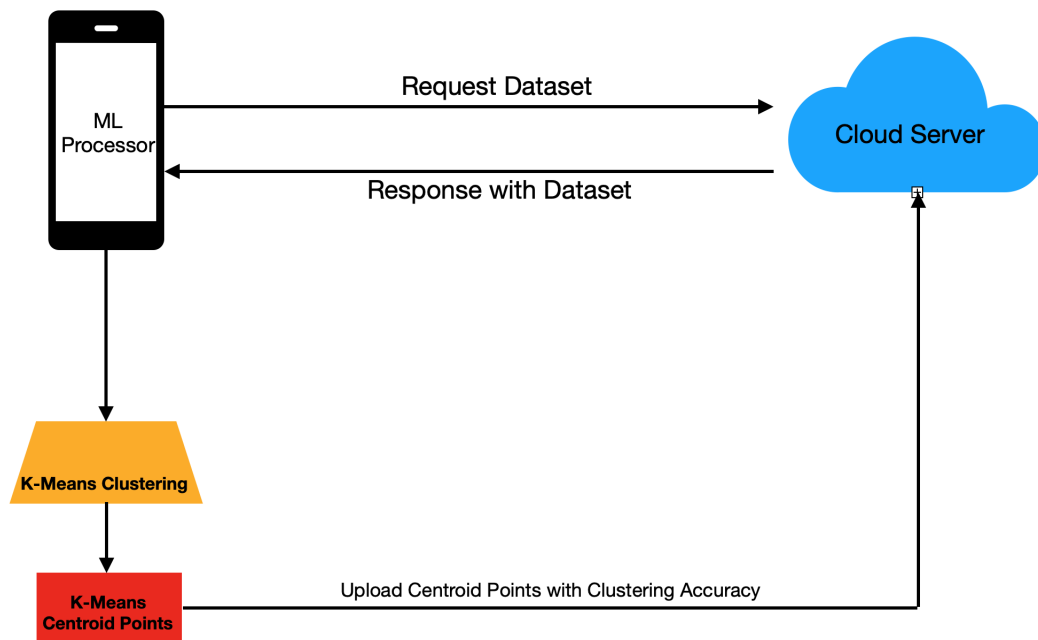 Request Dataset
ML
Processor
Cloud Server
Response with Dataset
K-Means Clustering
Upload Centroid Points with Clustering Accuracy
K-Means
Centroid Points